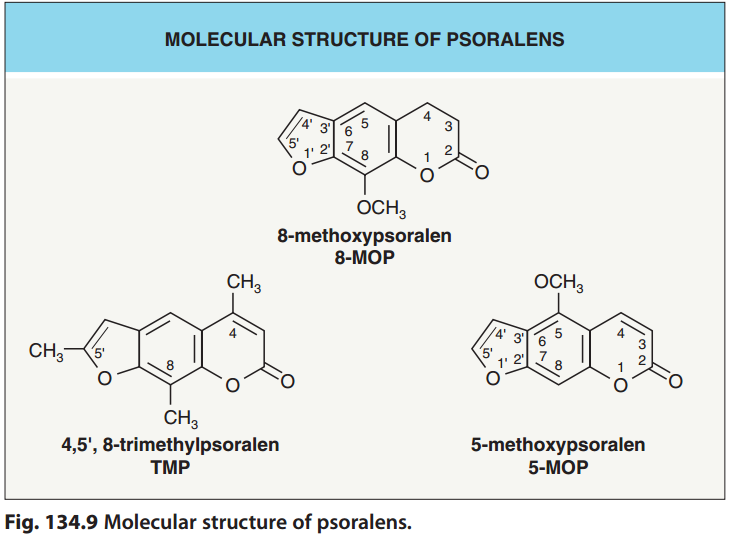 MOLECULAR STRUCTURE OF PSORALENS
4' 3' 6 5 4 3
5' 1' 2' 7 8 1 2
O O O
OCH3
8-methoxypsoralen
8-MOP
CH3
CH3 5' 8 4
O O O
CH3
4,5', 8-trimethylpsoralen
TMP
OCH3
4' 3' 6 5 4 3
5' 1' 2' 7 8 1 2
O O O
5-methoxypsoralen
5-MOP
Fig. 134.9 Molecular structure of psoralens.